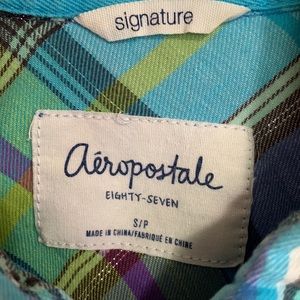 signature
aéropostale
EIGHTY-SEVEN
S/P
MADE IN CHINA/FABRIQUÉ EN CHINE